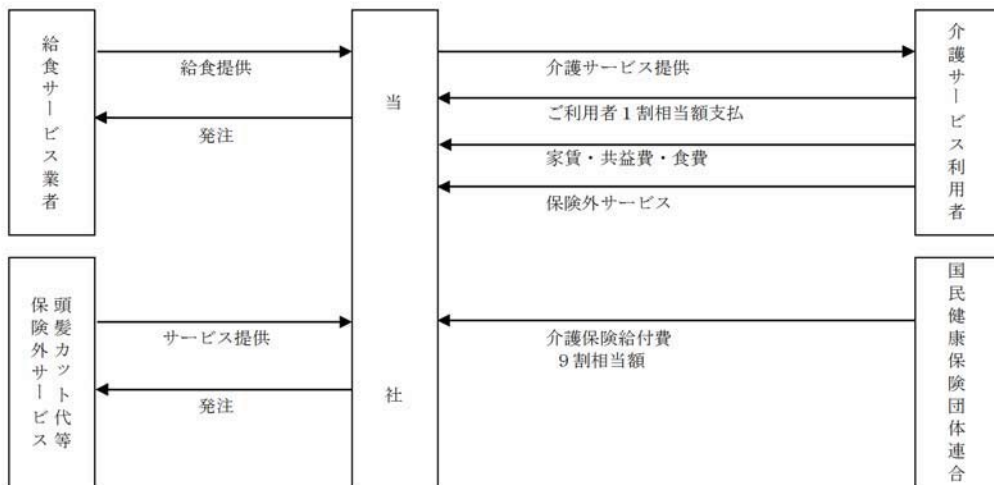 給食サービス業者
給食提供
発注
当社
介護サービス提供
ご利用者１割相当額支払
家賃・共益費・食費
保険外サービス
介護サービス利用者
頭髪カット代等
保険外サービス
サービス提供
発注
介護保険給付費
９割相当額
国民健康保険団体連合